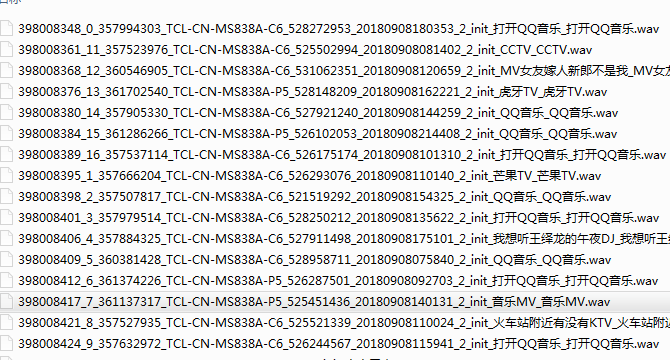 398008348_0_357994303_TCL-CN-MS838A-C6_528272953_20180908180353_2_init_打开QQ音乐_打开QQ音乐.wav
398008361_11_357523976_TCL-CN-MS838A-C6_525502994_20180908081402_2_init_CCTV_CCTV.wav
398008368_12_360546905_TCL-CN-MS838A-C6_531062351_20180908120659_2_init_MV女友嫁人新郎不是我_MV女友
398008376_13_361702540_TCL-CN-MS838A-P5_528148209_20180908162221_2_init_虎牙TV_虎牙TV.wav
398008380_14_357905330_TCL-CN-MS838A-C6_527921240_20180908144259_2_init_QQ音乐_QQ音乐.wav
398008384_15_361286266_TCL-CN-MS838A-P5_526102053_20180908214408_2_init_QQ音乐_QQ音乐.wav
398008389_16_357537114_TCL-CN-MS838A-C6_526175174_20180908101310_2_init_打开QQ音乐_打开QQ音乐.wav
398008395_1_357666204_TCL-CN-MS838A-C6_526293076_20180908110140_2_init_芒果TV_芒果TV.wav
398008398_2_357507817_TCL-CN-MS838A-C6_521519292_20180908154325_2_init_QQ音乐_QQ音乐.wav
398008401_3_357979514_TCL-CN-MS838A-C6_528250212_20180908135622_2_init_打开QQ音乐_打开QQ音乐.wav
398008406_4_357884325_TCL-CN-MS838A-C6_527911498_20180908175101_2_init_我想听王绎龙的午夜DJ_我想听
398008409_5_360381428_TCL-CN-MS838A-C6_528958711_20180908075840_2_init_QQ音乐_QQ音乐.wav
398008412_6_361374226_TCL-CN-MS838A-P5_526287501_20180908092703_2_init_打开QQ音乐_打开QQ音乐.wav
398008417_7_361137317_TCL-CN-MS838A-P5_525451436_20180908140131_2_init_音乐MV_音乐MV.wav
398008421_8_357527935_TCL-CN-MS838A-C6_525521339_20180908110024_2_init_火车站附近有没有KTV_火车站附近
398008424_9_357632972_TCL-CN-MS838A-C6_526244567_20180908115941_2_init_打开QQ音乐_打开QQ音乐.wav